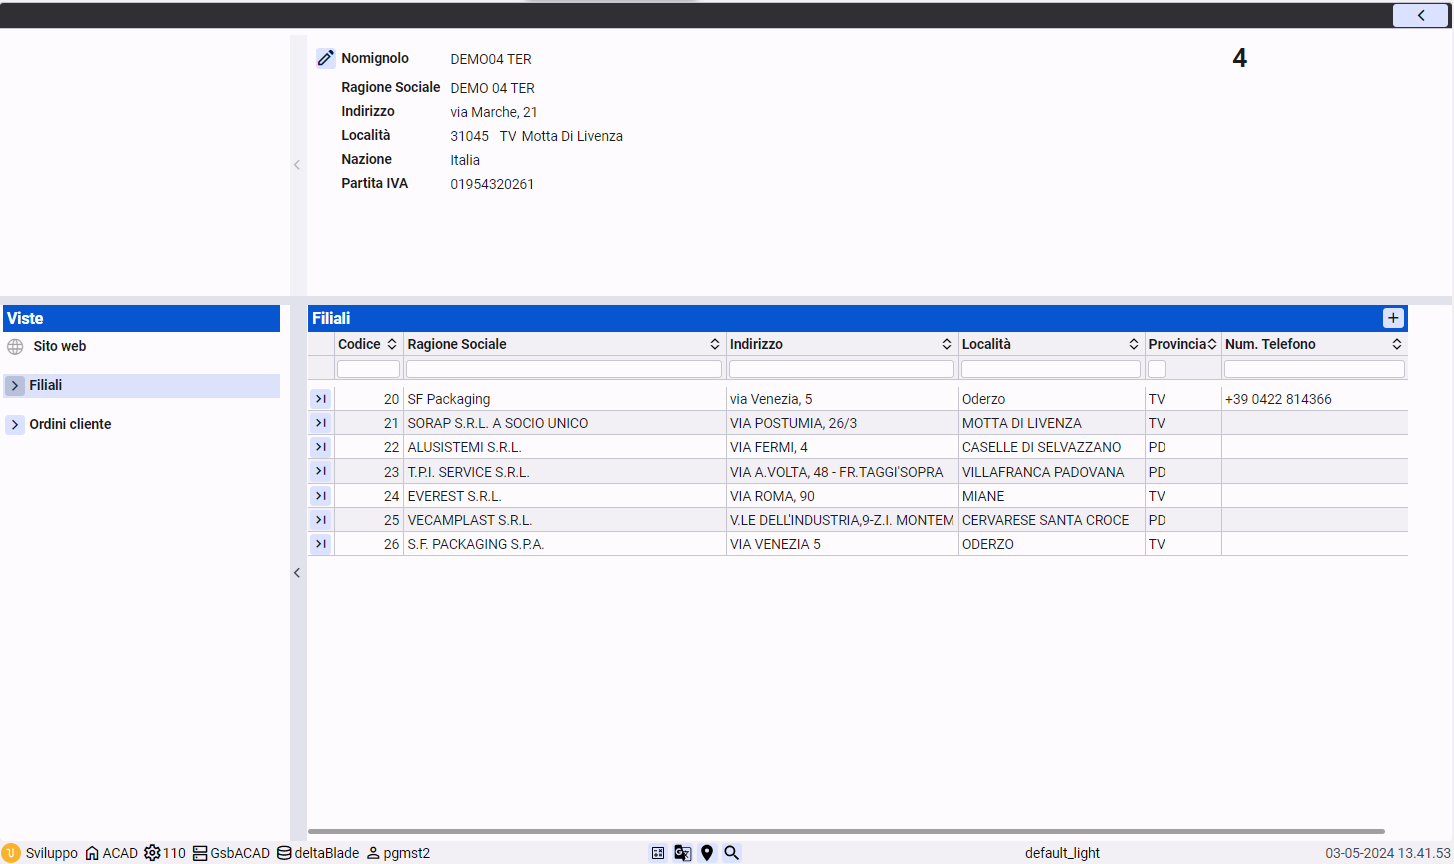 Nomignolo DEMO04 TER 4
Ragione Sociale DEMO 04 TER
Indirizzo via Marche, 21
Località 31045 TV Motta Di Livenza
Nazione Italia
Partita IVA 01954320261
Viste
Sito web
Filiali
Ordini cliente
Filiali +
Codice Ragione Sociale Indirizzo Località Provincia Num. Telefono
20 SF Packaging via Venezia, 5 Oderzo TV +39 0422 814366
21 SORAP S.R.L. A SOCIO UNICO VIA POSTUMIA, 26/3 MOTTA DI LIVENZA TV
22 ALUSISTEMI S.R.L. VIA FERMI, 4 CASELLE DI SELVAZZANO PD
23 T.P.I. SERVICE S.R.L. VIA A.VOLTA, 48 - FR.TAGGI'SOPRA VILLAFRANCA PADOVANA PD
24 EVEREST S.R.L. VIA ROMA, 90 MIANE TV
25 VECAMPLAST S.R.L. V.LE DELL'INDUSTRIA,9-Z.I. MONTEM CERVARESE SANTA CROCE PD
26 S.F. PACKAGING S.P.A. VIA VENEZIA 5 ODERZO TV
Sviluppo ACAD 110 GsbACAD deltaBlade pgmst2 default_light 03-05-2024 13.41.53